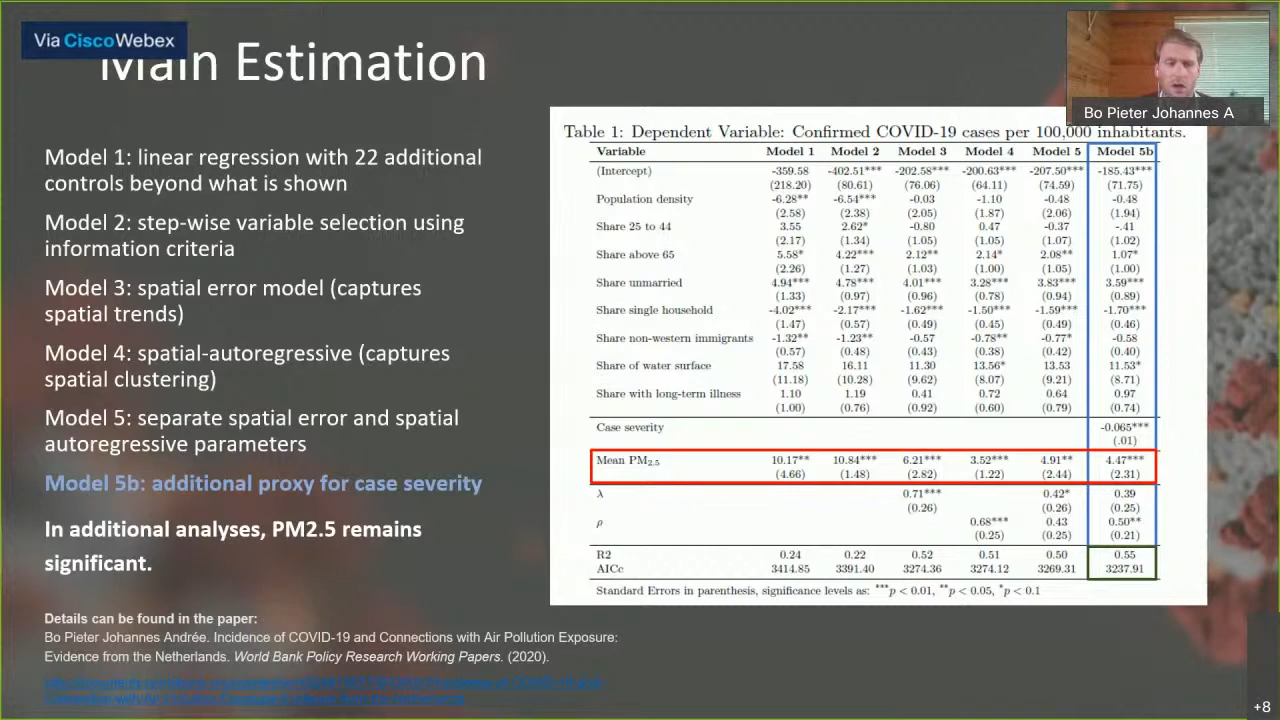 Via Cisco Webex
Main Estimation
Bo Pieter Johannes A
Model 1: linear regression with 22 additional
controls beyond what is shown
Model 2: step-wise variable selection using
information criteria
Model 3: spatial error model (captures
spatial trends)
Model 4: spatial-autoregressive (captures
spatial clustering)
Model 5: separate spatial error and spatial
autoregressive parameters
Model 5b: additional proxy for case severity
In additional analyses, PM2.5 remains
significant.
Details can be found in the paper:
Bo Pieter Johannes Andrée. Incidence of COVID-19 and Connections with Air Pollution Exposure:
Evidence from the Netherlands. World Bank Policy Research Working Papers. (2020).
Table 1: Dependent Variable: Confirmed COVID-19 cases per 100,000 inhabitants.
Variable Model 1 Model 2 Model 3 Model 4 Model 5 Model 5b
(Intercept) -359.58 -402.51*** -202.58*** -200.63*** -207.50*** -185.43***
(218.20) (80.61) (76.06) (64.11) (74.59) (71.75)
Population density -6.28** -6.54*** -0.03 -1.10 -0.48 -0.48
(2.58) (2.38) (2.05) (1.87) (2.06) (1.94)
Share 25 to 44 3.55 2.62* -0.80 0.47 -0.37 -.41
(2.17) (1.34) (1.05) (1.05) (1.07) (1.02)
Share above 65 5.58* 4.22*** 2.12** 2.14* 2.08** 1.07*
(2.26) (1.27) (1.03) (1.00) (1.05) (1.00)
Share unmarried 4.94*** 4.78*** 4.01*** 3.28*** 3.83*** 3.59***
(1.33) (0.97) (0.96) (0.78) (0.94) (0.89)
Share single household -4.02*** -2.17*** -1.62*** -1.50*** -1.59*** -1.70***
(1.47) (0.57) (0.49) (0.45) (0.49) (0.46)
Share non-western immigrants -1.32** -1.23** -0.57 -0.78** -0.77* -0.58
(0.57) (0.48) (0.43) (0.38) (0.42) (0.40)
Share of water surface 17.58 16.11 11.30 13.56* 13.53 11.53*
(11.18) (10.28) (9.62) (8.07) (9.21) (8.71)
Share with long-term illness 1.10 1.19 0.41 0.72 0.64 0.97
(1.00) (0.76) (0.92) (0.60) (0.79) (0.74)
Case severity -0.065***
(.01)
Mean PM2.5 10.17** 10.84*** 6.21*** 3.52*** 4.91** 4.47***
(4.66) (1.48) (2.82) (1.22) (2.44) (2.31)
λ 0.71*** 0.42* 0.39
(0.26) (0.26) (0.25)
ρ 0.68*** 0.43 0.50**
(0.25) (0.25) (0.21)
R2 0.24 0.22 0.52 0.51 0.50 0.55
AICc 3414.85 3391.40 3274.36 3274.12 3269.31 3237.91
Standard Errors in parenthesis, significance levels as: ***p < 0.01, **p < 0.05, *p < 0.1
+8